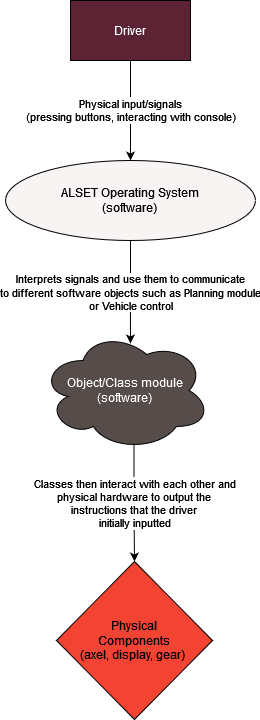 Driver
Physical input/signals
(pressing buttons, interacting with console)
ALSET Operating System
(software)
Interprets signals and use them to communicate
to different software objects such as Planning module
or Vehicle control
Object/Class module
(software)
Classes then interact with each other and
physical hardware to output the
instructions that the driver
initially inputted
Physical
Components
(axel, display, gear)